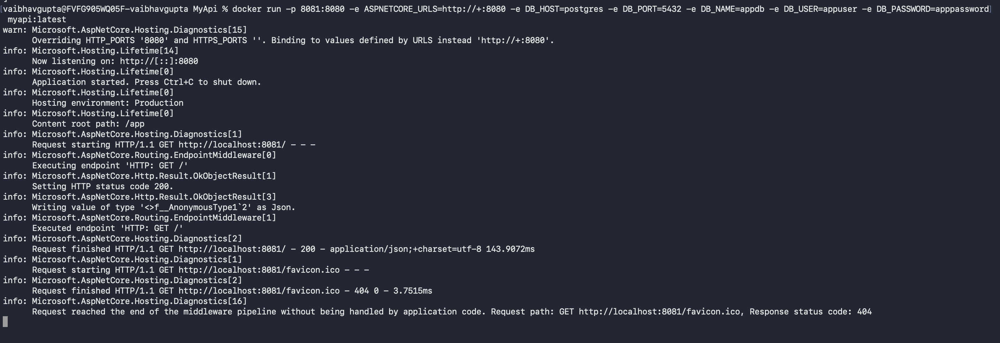 [vaibhavgupta@FVFG905WQ05F-vaibhavgupta MyApi % docker run -p 8081:8080 -e ASPNETCORE_URLS=http://+:8080 -e DB_HOST=postgres -e DB_PORT=5432 -e DB_NAME=appdb -e DB_USER=appuser -e DB_PASSWORD=apppassword]
 myapi:latest
warn: Microsoft.AspNetCore.Hosting.Diagnostics[15]
      Overriding HTTP_PORTS '8080' and HTTPS_PORTS ''. Binding to values defined by URLS instead 'http://+:8080'.
info: Microsoft.Hosting.Lifetime[14]
      Now listening on: http://[::]:8080
info: Microsoft.Hosting.Lifetime[0]
      Application started. Press Ctrl+C to shut down.
info: Microsoft.Hosting.Lifetime[0]
      Hosting environment: Production
info: Microsoft.Hosting.Lifetime[0]
      Content root path: /app
info: Microsoft.AspNetCore.Hosting.Diagnostics[1]
      Request starting HTTP/1.1 GET http://localhost:8081/ - - -
info: Microsoft.AspNetCore.Routing.EndpointMiddleware[0]
      Executing endpoint 'HTTP: GET /'
info: Microsoft.AspNetCore.Http.Result.OkObjectResult[1]
      Setting HTTP status code 200.
info: Microsoft.AspNetCore.Http.Result.OkObjectResult[3]
      Writing value of type '<>f__AnonymousType1`2' as Json.
info: Microsoft.AspNetCore.Routing.EndpointMiddleware[1]
      Executed endpoint 'HTTP: GET /'
info: Microsoft.AspNetCore.Hosting.Diagnostics[2]
      Request finished HTTP/1.1 GET http://localhost:8081/ - 200 - application/json;+charset=utf-8 143.9072ms
info: Microsoft.AspNetCore.Hosting.Diagnostics[1]
      Request starting HTTP/1.1 GET http://localhost:8081/favicon.ico - - -
info: Microsoft.AspNetCore.Hosting.Diagnostics[2]
      Request finished HTTP/1.1 GET http://localhost:8081/favicon.ico - 404 0 - 3.7515ms
info: Microsoft.AspNetCore.Hosting.Diagnostics[16]
      Request reached the end of the middleware pipeline without being handled by application code. Request path: GET http://localhost:8081/favicon.ico, Response status code: 404